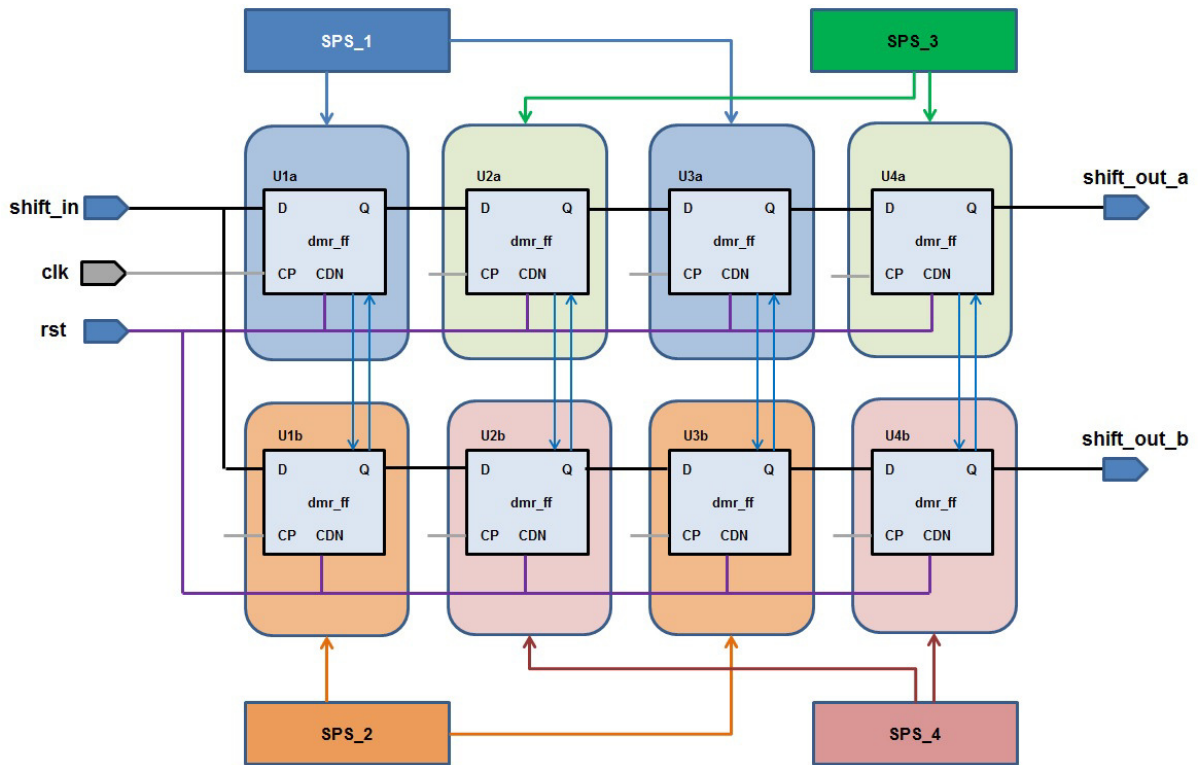 SPS_1
SPS_3
U1a
U2a
U3a
U4a
shift_in
D Q
D Q
D Q
D Q
shift_out_a
dmr_ff
dmr_ff
dmr_ff
dmr_ff
clk
CP CDN
CP CDN
CP CDN
CP CDN
rst
U1b
U2b
U3b
U4b
shift_out_b
D Q
D Q
D Q
D Q
dmr_ff
dmr_ff
dmr_ff
dmr_ff
CP CDN
CP CDN
CP CDN
CP CDN
SPS_2
SPS_4